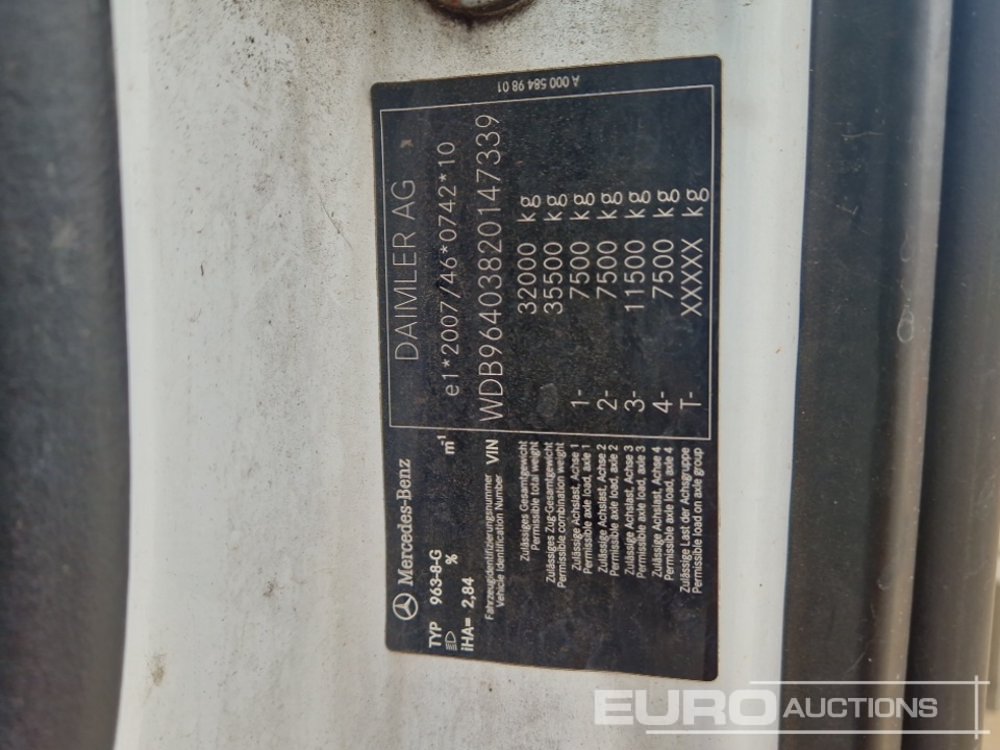 A 000 584 98 01
Mercedes-Benz DAIMLER AG
TYP 963-8-G
% m⁻¹ e1*2007/46*0742*10
iHA= 2,84
Fahrzeugidentifizierungsnummer
Vehicle Identification Number VIN WDB96403820147339
Zulässiges Gesamtgewicht
Permissible total weight 32000 kg
Zulässiges Zug-Gesamtgewicht
Permissible combination weight 35500 kg
Zulässige Achslast, Achse 1
Permissible axle load, axle 1 1- 7500 kg
Zulässige Achslast, Achse 2
Permissible axle load, axle 2 2- 7500 kg
Zulässige Achslast, Achse 3
Permissible axle load, axle 3 3- 11500 kg
Zulässige Achslast, Achse 4
Permissible axle load, axle 4 4- 7500 kg
Zulässige Last der Achsgruppe
Permissible load on axle group T- XXXXX kg
EURO AUCTIONS